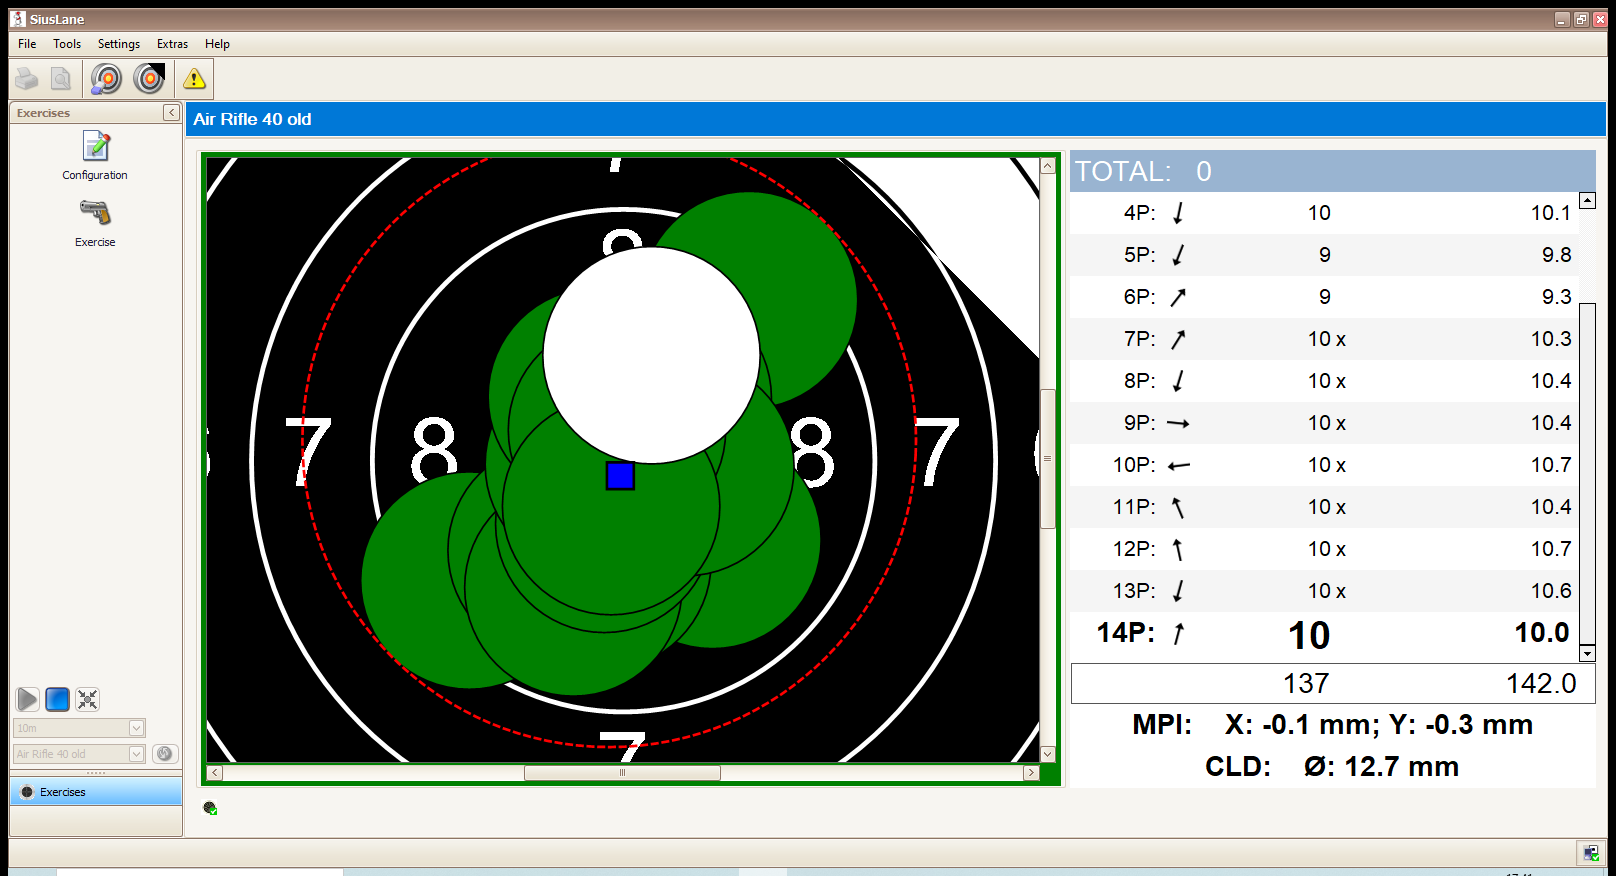 SiusLane
File Tools Settings Extras Help
Exercises
Configuration
Exercise
10m
Air Rifle 40 old
Exercises
Air Rifle 40 old
7
8
7 8 8 7
7
TOTAL: 0
4P: 10 10.1
5P: 9 9.8
6P: 9 9.3
7P: 10 x 10.3
8P: 10 x 10.4
9P: 10 x 10.4
10P: 10 x 10.7
11P: 10 x 10.4
12P: 10 x 10.7
13P: 10 x 10.6
14P: 10 10.0
137 142.0
MPI: X: -0.1 mm; Y: -0.3 mm
CLD: Ø: 12.7 mm